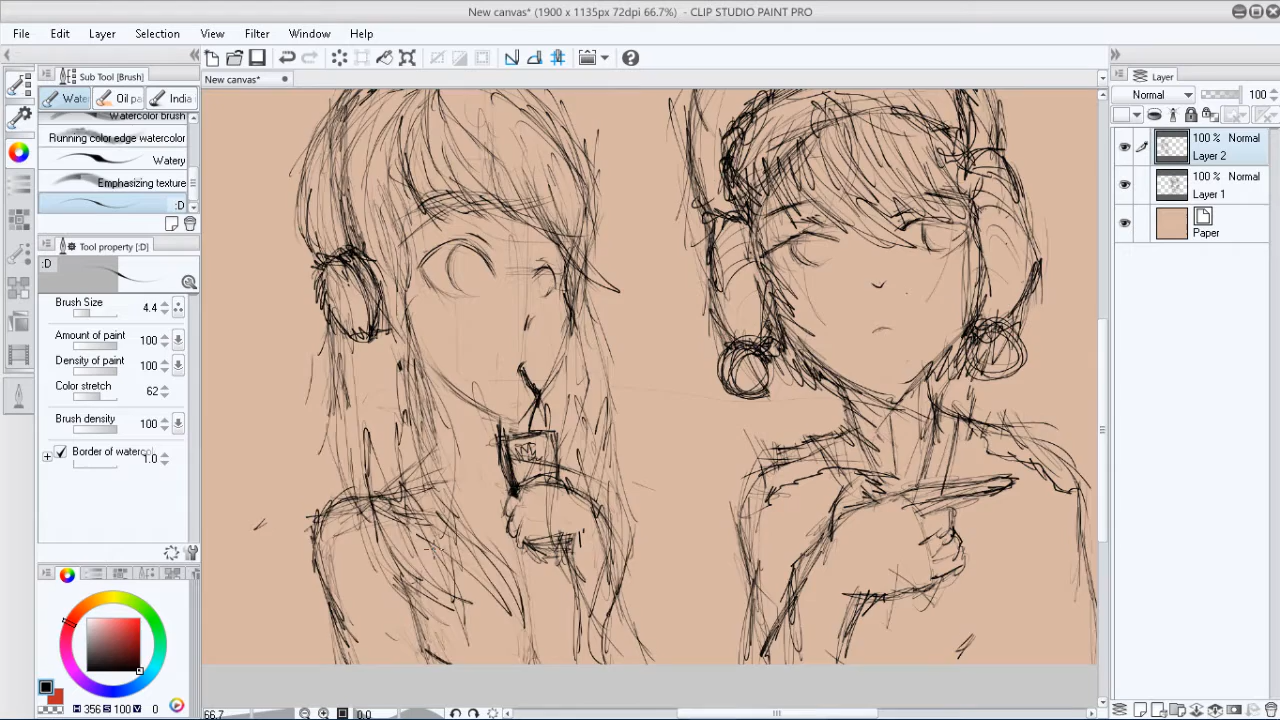 New canvas* (1900 x 1135px 72dpi 66.7%) - CLIP STUDIO PAINT PRO
File Edit Layer Selection View Filter Window Help
New canvas*
Sub Tool [Brush]
Wate Oil pa India
Watercolor brush
Running color edge watercolor
Watery
Emphasizing texture
:D
Tool property [:D]
:D
Brush Size 4.4
Amount of paint 100
Density of paint 100
Color stretch 62
Brush density 100
Border of waterco 1.0
H 356 S 100 V 0
66.7 0.0
Layer
Normal 100
100 % Normal
Layer 2
100 % Normal
Layer 1
Paper